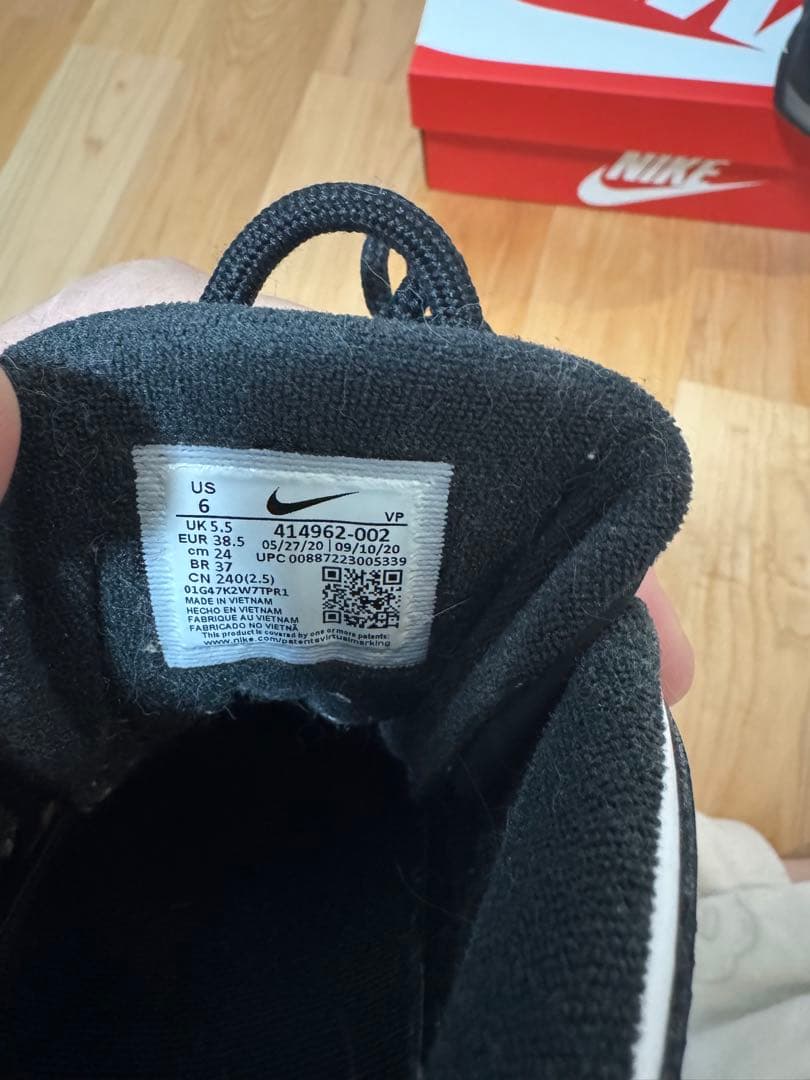 NIKE
US
6
VP
UK 5.5
EUR 38.5
cm 24
BR 37
CN 240(2.5)
414962-002
05/27/20 | 09/10/20
UPC 00887223005339
01G47K2W7TPR1
MADE IN VIETNAM
HECHO EN VIETNAM
FABRIQUE AU VIETNAM
FABRICADO NO VIETNÃ
This product is covered by one or more patents:
www.nike.com/patentsvirtualmarking